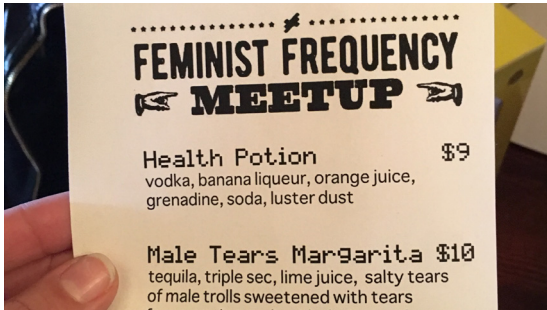 FEMINIST FREQUENCY
MEETUP
Health Potion $9
vodka, banana liqueur, orange juice,
grenadine, soda, luster dust
Male Tears Margarita $10
tequila, triple sec, lime juice, salty tears
of male trolls sweetened with tears